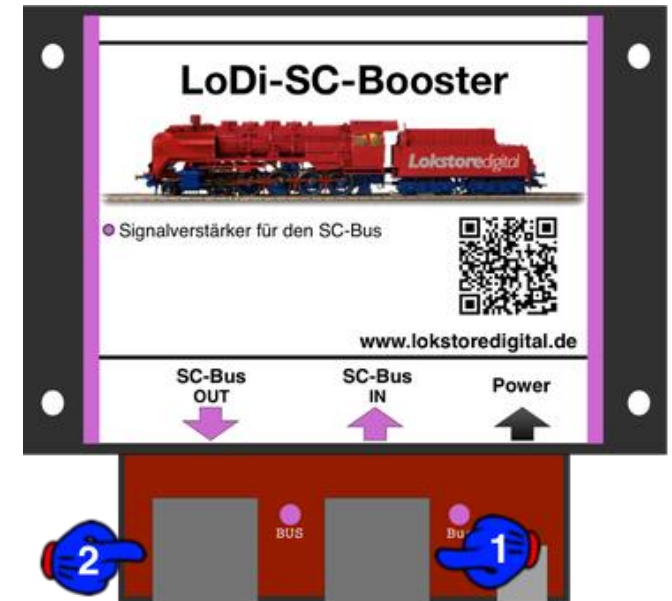 LoDi-SC-Booster
Lokstoredigital
Signalverstärker für den SC-Bus
www.lokstoredigital.de
SC-Bus
OUT
SC-Bus
IN
Power
BUS
2
1